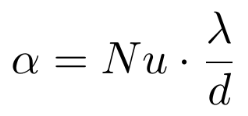 α = Nu · λ/d